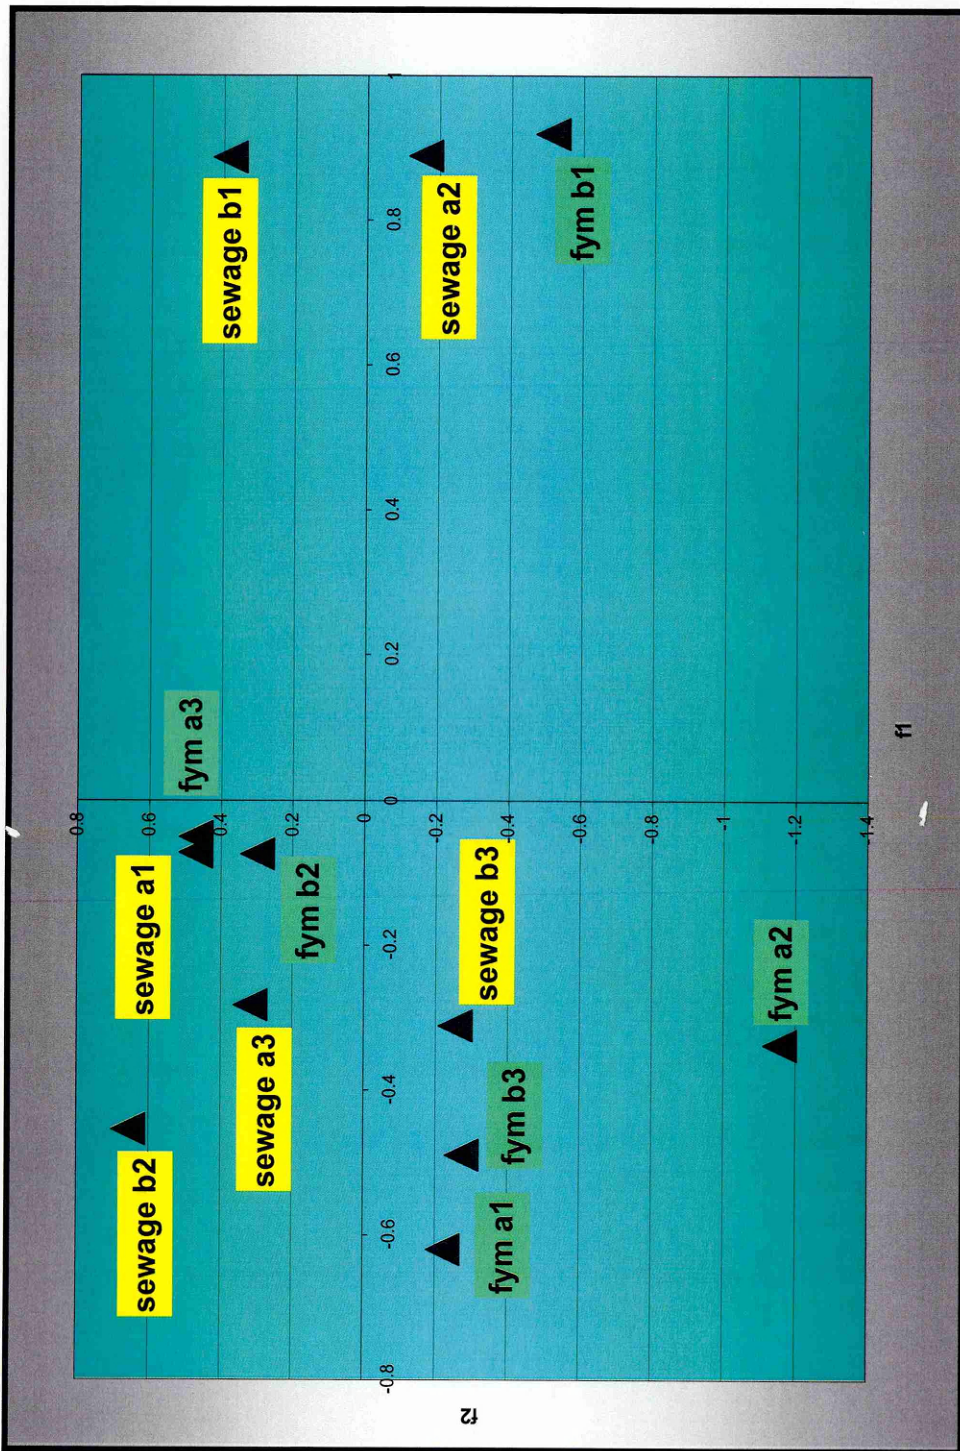 sewage b2
sewage a1
fym a3
sewage b1
sewage a3
fym b2
sewage a2
fym a1
fym b3
sewage b3
fym b1
fym a2
0.8
0.6
0.4
0.2
0
-0.2
-0.4
-0.6
-0.8
-1
-1.2
-1.4
-0.8
-0.6
-0.4
-0.2
0.2
0.4
0.6
0.8
1
f2
f1